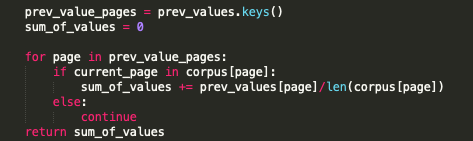 prev_value_pages = prev_values.keys()
sum_of_values = 0

for page in prev_value_pages:
    if current_page in corpus[page]:
        sum_of_values += prev_values[page]/len(corpus[page])
    else:
        continue
return sum_of_values